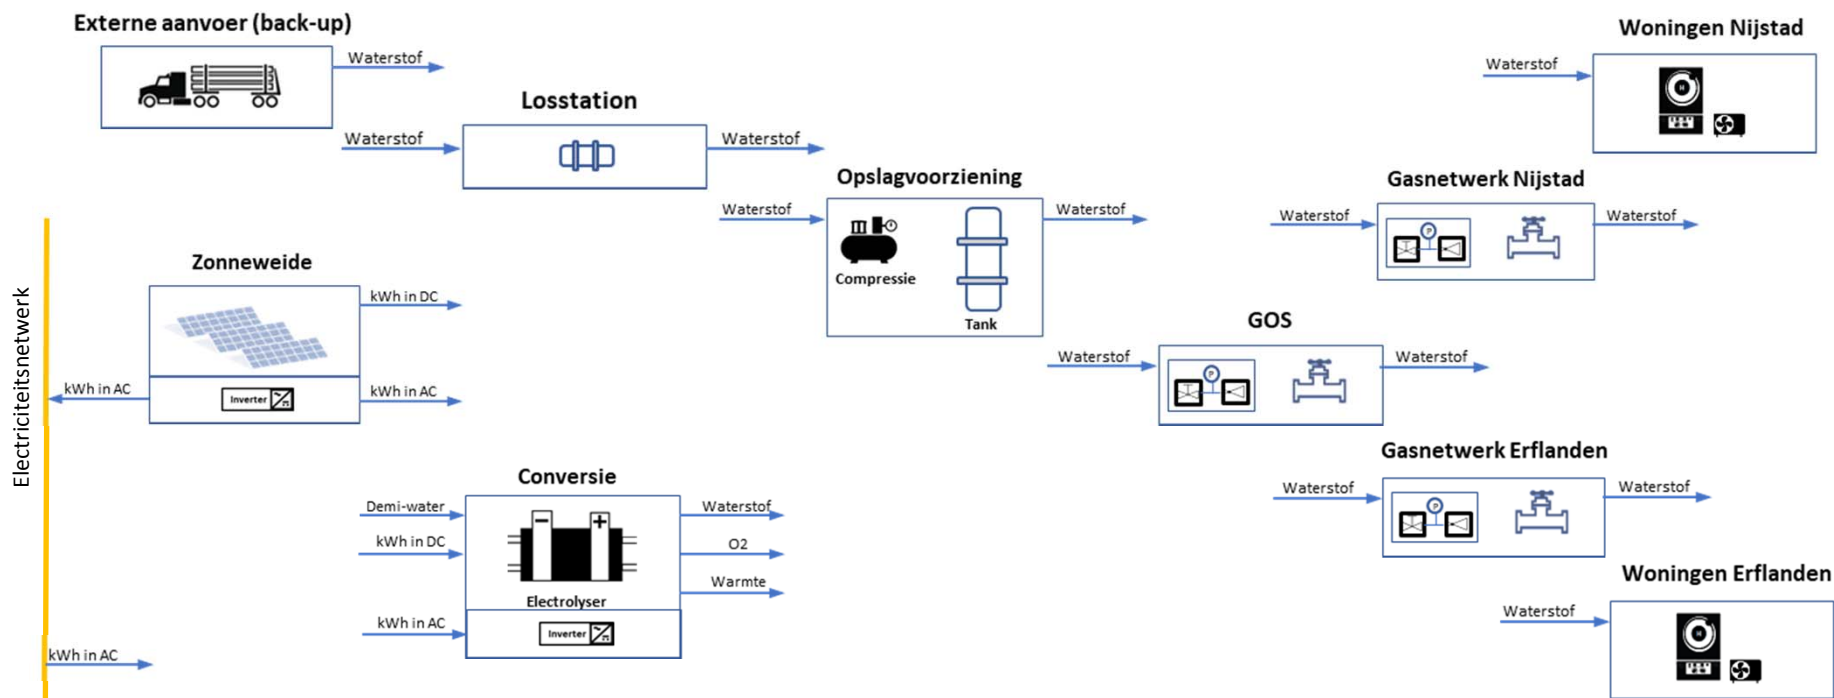 Externe aanvoer (back-up)
Waterstof
Losstation
Waterstof
Waterstof
Woningen Nijstad
Waterstof
H
Opslagvoorziening
Waterstof
Compressie
Tank
Waterstof
Gasnetwerk Nijstad
Waterstof
P
Waterstof
Electriciteitsnetwerk
Zonneweide
kWh in DC
kWh in AC
Inverter
kWh in AC
GOS
Waterstof
P
Waterstof
Gasnetwerk Erflanden
Waterstof
P
Waterstof
Conversie
Demi-water
kWh in DC
kWh in AC
− +
Electrolyser
Inverter
Waterstof
O2
Warmte
kWh in AC
Woningen Erflanden
Waterstof
H